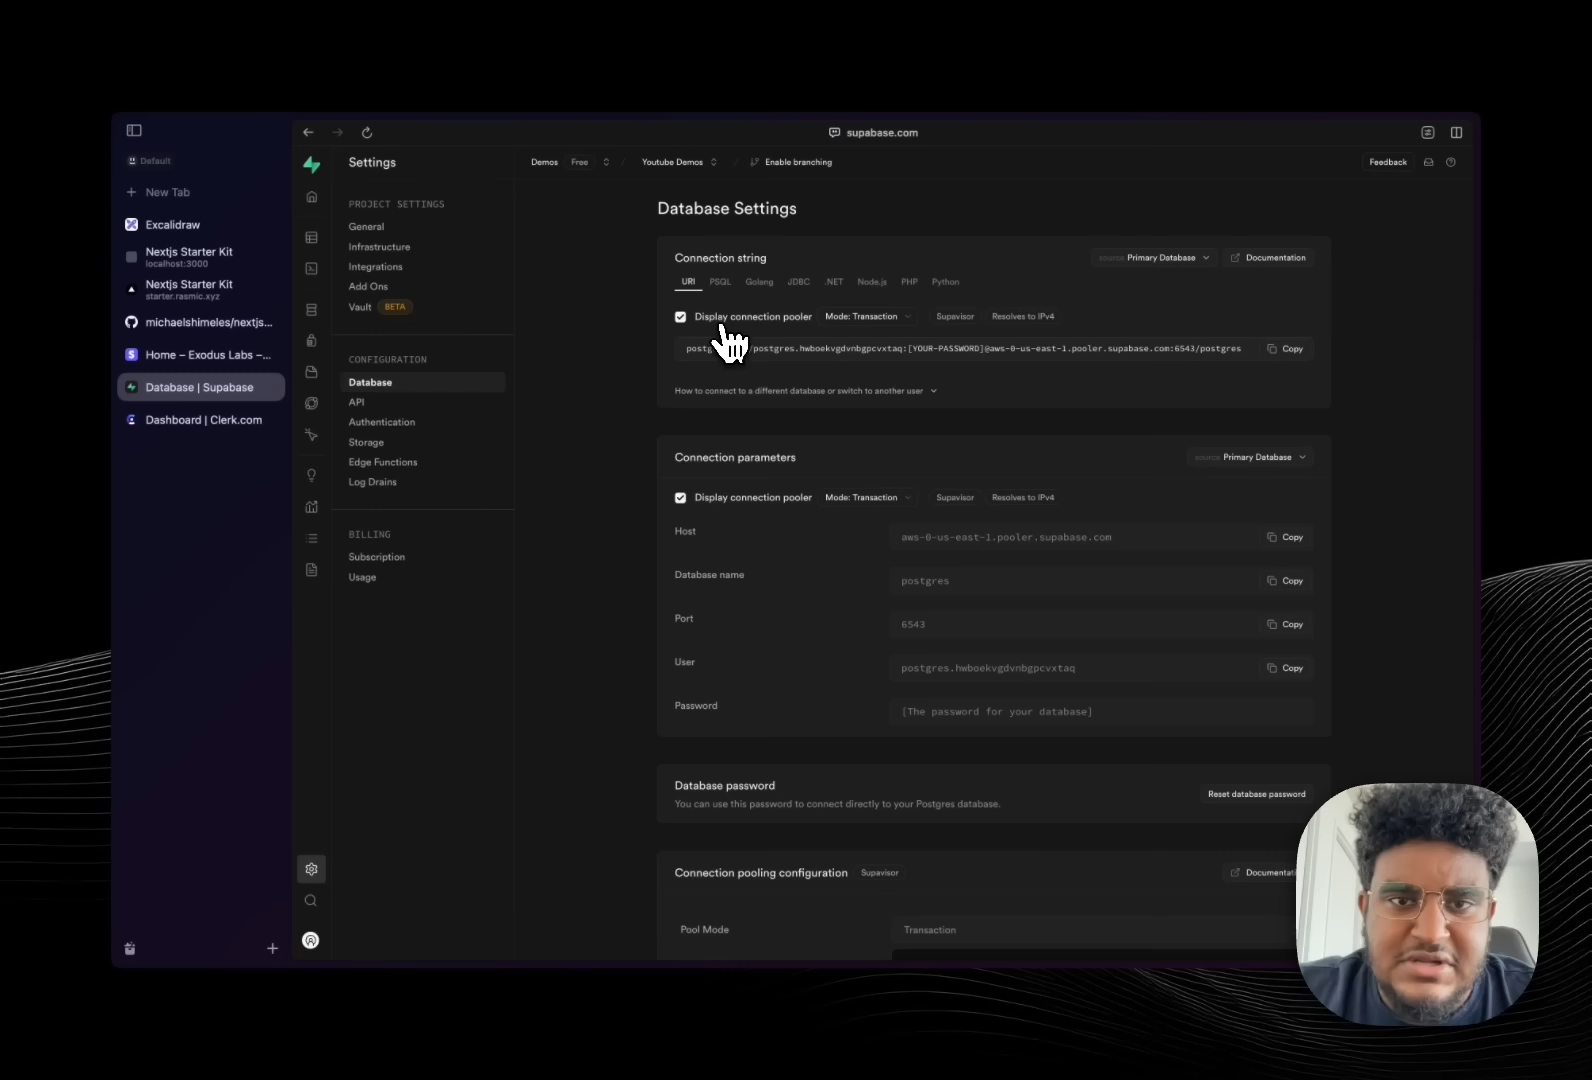 supabase.com
Default
New Tab
Excalidraw
Nextjs Starter Kit
localhost:3000
Nextjs Starter Kit
starter.rasmic.xyz
michaelshimeles/nextjs...
Home – Exodus Labs –...
Database | Supabase
Dashboard | Clerk.com
Settings
PROJECT SETTINGS
General
Infrastructure
Integrations
Add Ons
Vault BETA
CONFIGURATION
Database
API
Authentication
Storage
Edge Functions
Log Drains
BILLING
Subscription
Usage
Demos Free / Youtube Demos / Enable branching Feedback
Database Settings
Connection string source Primary Database Documentation
URI PSQL Golang JDBC .NET Node.js PHP Python
Display connection pooler Mode: Transaction Supavisor Resolves to IPv4
/postgres.hwboekvgdvnbgpcvxtaq:[YOUR-PASSWORD]@aws-0-us-east-1.pooler.supabase.com:6543/postgres Copy
How to connect to a different database or switch to another user
Connection parameters source Primary Database
Display connection pooler Mode: Transaction Supavisor Resolves to IPv4
Host aws-0-us-east-1.pooler.supabase.com Copy
Database name postgres Copy
Port 6543 Copy
User postgres.hwboekvgdvnbgpcvxtaq Copy
Password [The password for your database]
Database password
You can use this password to connect directly to your Postgres database. Reset database password
Connection pooling configuration Supavisor Documentati
Pool Mode Transaction